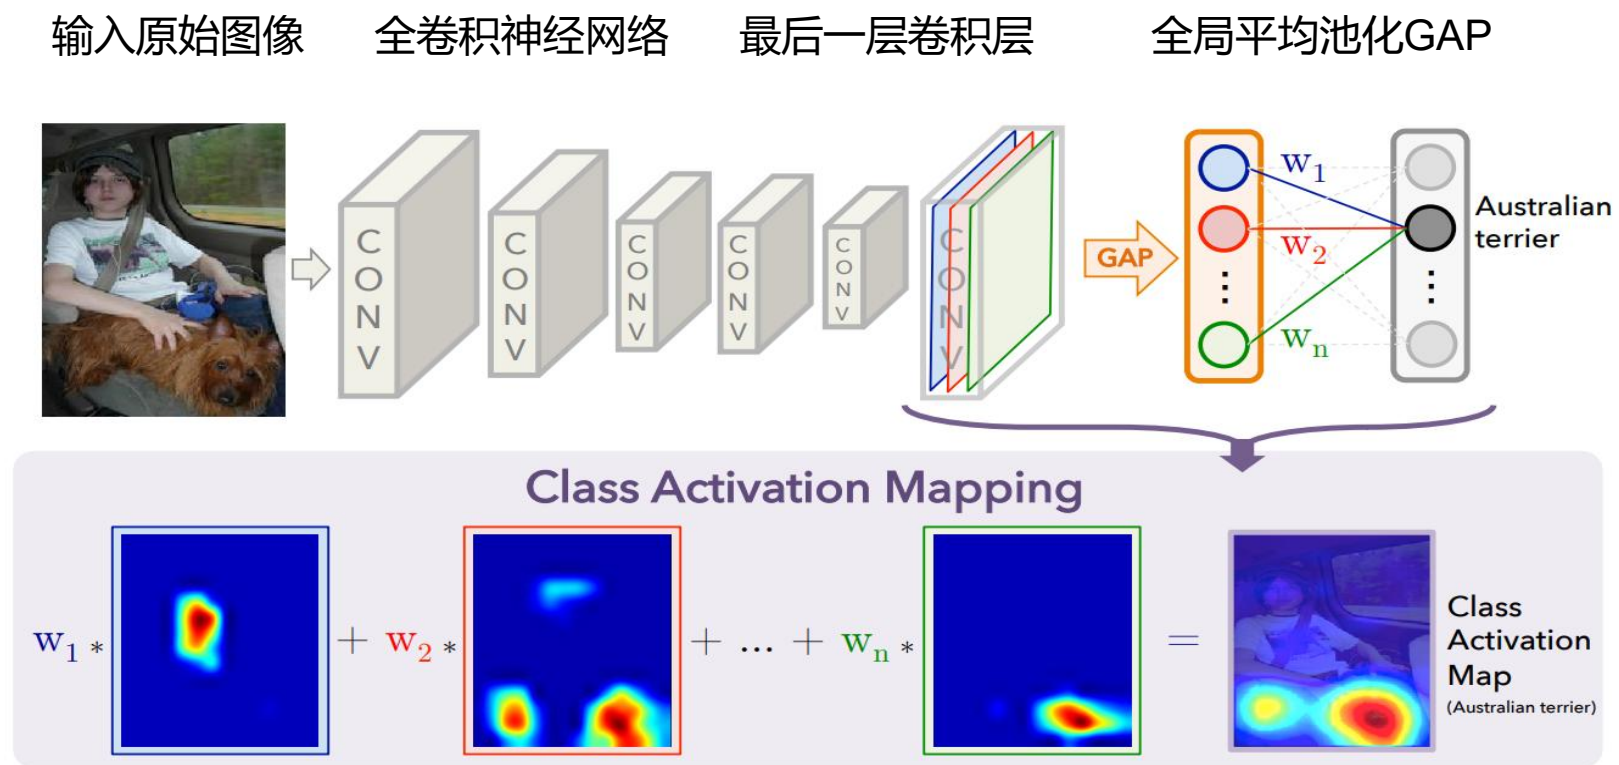 输入原始图像 全卷积神经网络 最后一层卷积层 全局平均池化GAP
CONV
CONV
CONV
CONV
CONV
CONV
GAP
w1
w2
⋮
wn
⋮
Australian
terrier
Class Activation Mapping
w1 * + w2 * + ... + wn * =
Class
Activation
Map
(Australian terrier)